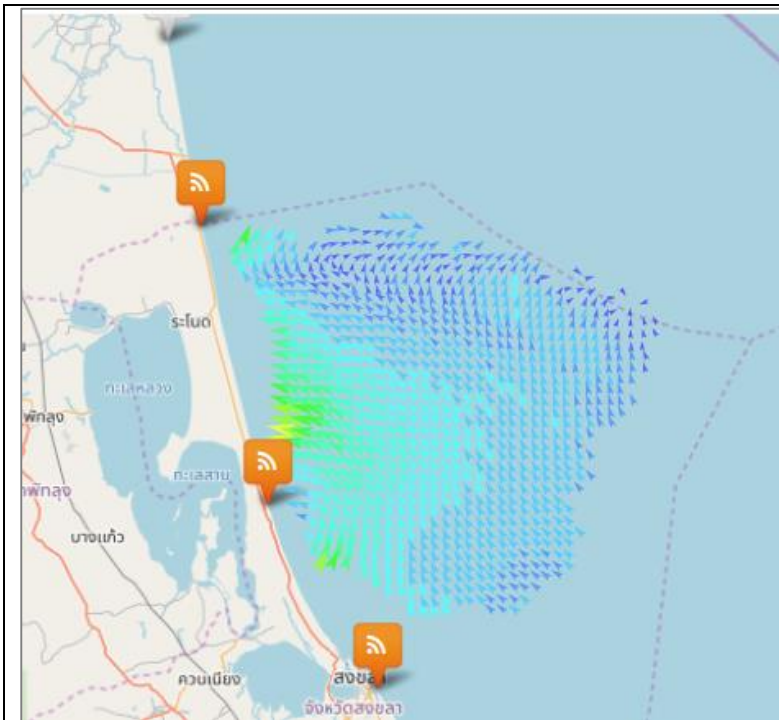 ระโนด
ทะเลหลวง
พัทลุง
ทะเลสาบ
พัทลุง
บางแก้ว
ควนเนียง
สงขลา
จังหวัดสงขลา